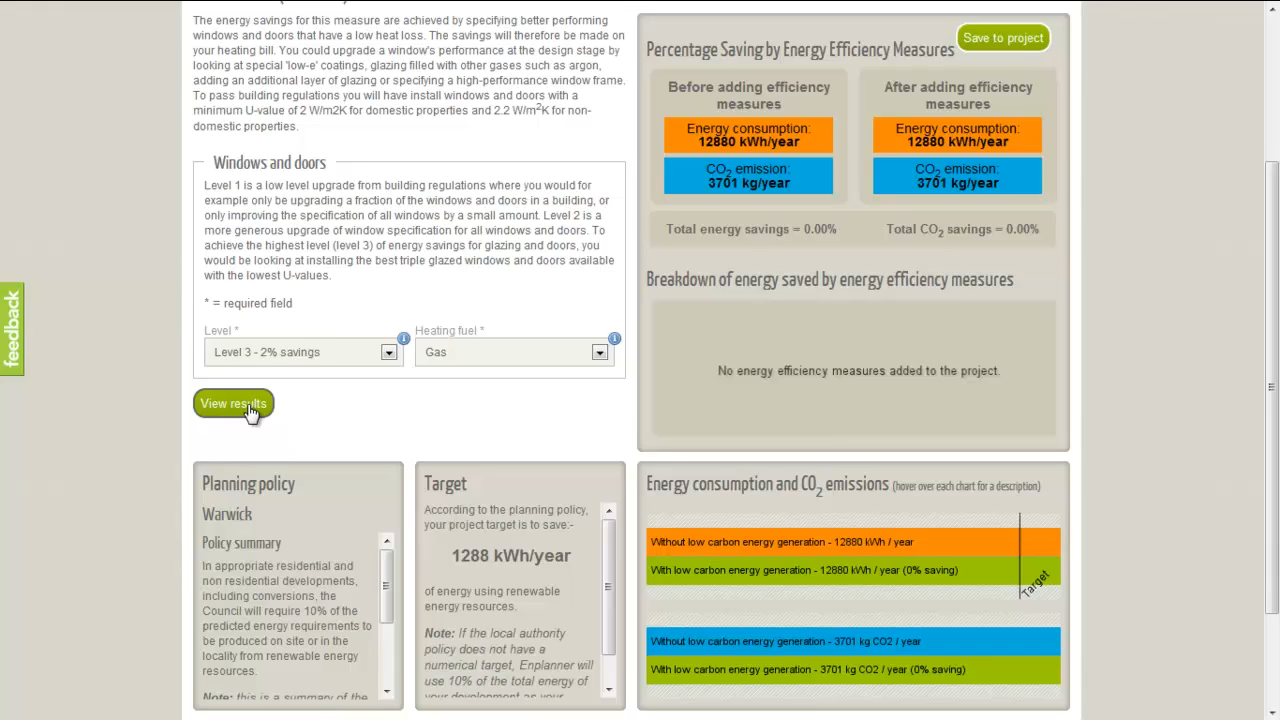 The energy savings for this measure are achieved by specifying better performing
windows and doors that have a low heat loss. The savings will therefore be made on
your heating bill. You could upgrade a window's performance at the design stage by
looking at special 'low-e' coatings, glazing filled with other gases such as argon,
adding an additional layer of glazing or specifying a high-performance window frame.
To pass building regulations you will have install windows and doors with a
minimum U-value of 2 W/m2K for domestic properties and 2.2 W/m²K for non-
domestic properties.
Windows and doors
Level 1 is a low level upgrade from building regulations where you would for
example only be upgrading a fraction of the windows and doors in a building, or
only improving the specification of all windows by a small amount. Level 2 is a
more generous upgrade of window specification for all windows and doors. To
achieve the highest level (level 3) of energy savings for glazing and doors, you
would be looking at installing the best triple glazed windows and doors available
with the lowest U-values.
* = required field
Level * Heating fuel *
Level 3 - 2% savings Gas
View results
feedback
Save to project
Percentage Saving by Energy Efficiency Measures
Before adding efficiency
measures
Energy consumption:
12880 kWh/year
CO₂ emission:
3701 kg/year
After adding efficiency
measures
Energy consumption:
12880 kWh/year
CO₂ emission:
3701 kg/year
Total energy savings = 0.00% Total CO₂ savings = 0.00%
Breakdown of energy saved by energy efficiency measures
No energy efficiency measures added to the project.
Planning policy
Warwick
Policy summary
In appropriate residential and
non residential developments,
including conversions, the
Council will require 10% of the
predicted energy requirements to
be produced on site or in the
locality from renewable energy
resources.
Note: this is a summary of the
Target
According to the planning policy,
your project target is to save:-
1288 kWh/year
of energy using renewable
energy resources.
Note: If the local authority
policy does not have a
numerical target, Enplanner will
use 10% of the total energy of
your development as your
Energy consumption and CO₂ emissions (hover over each chart for a description)
Without low carbon energy generation - 12880 kWh / year
With low carbon energy generation - 12880 kWh / year (0% saving)
Target
Without low carbon energy generation - 3701 kg CO2 / year
With low carbon energy generation - 3701 kg CO2 / year (0% saving)